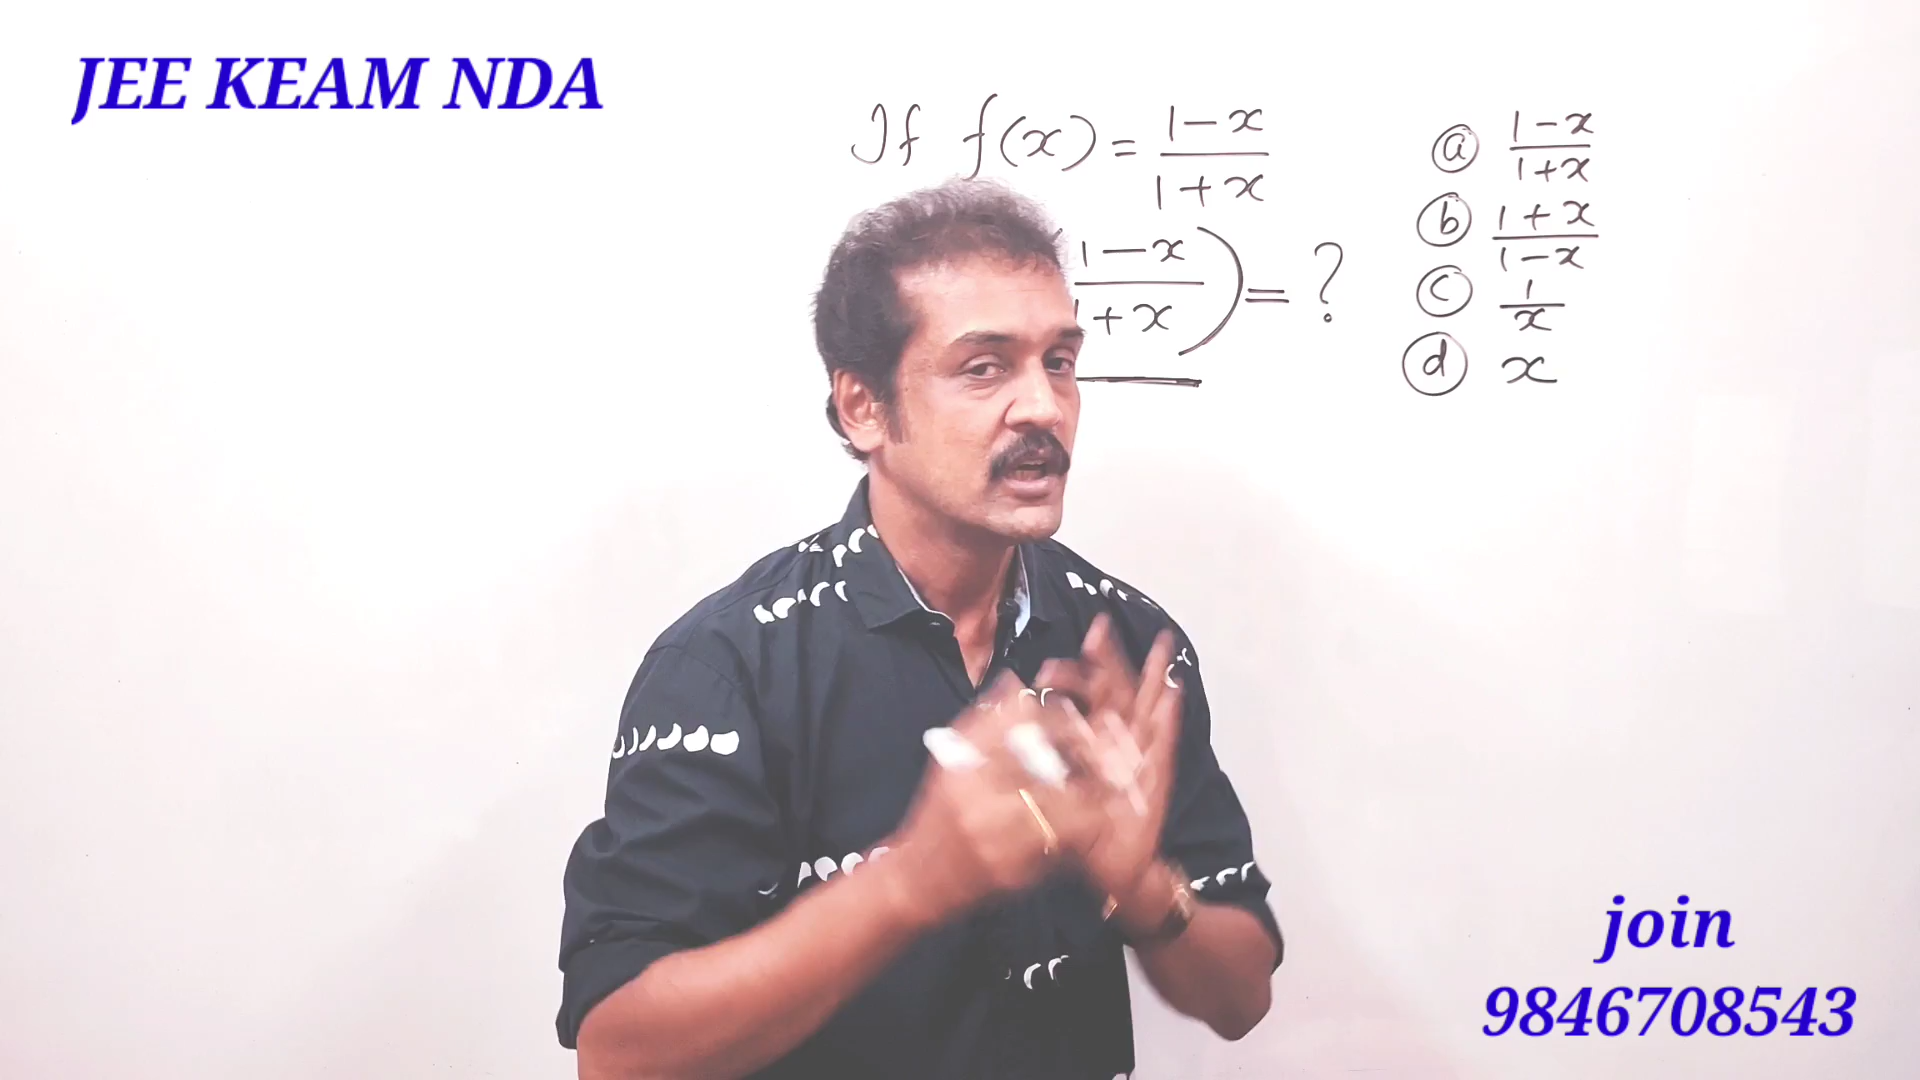 JEE KEAM NDA
If f(x) = (1-x)/(1+x)
(1-x)/(1+x)) = ?
a (1-x)/(1+x)
b (1+x)/(1-x)
c 1/x
d x
join
9846708543